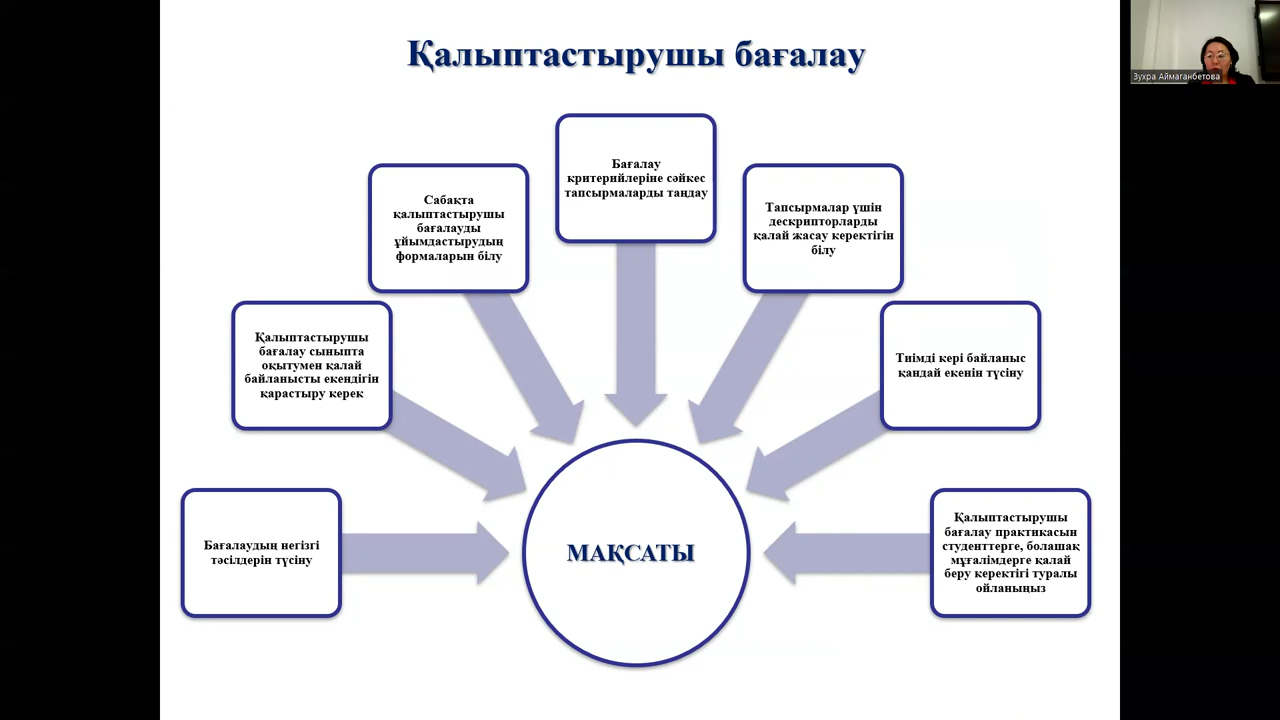 Қалыптастырушы бағалау
Зухра Аймаганбетова
Бағалау
критерийлеріне сәйкес
тапсырмаларды таңдау
Сабақта
қалыптастырушы
бағалауды
ұйымдастырудың
формаларын білу
Тапсырмалар үшін
дескрипторларды
қалай жасау керектігін
білу
Қалыптастырушы
бағалау сыныпта
оқытумен қалай
байланысты екендігін
қарастыру керек
Тиімді кері байланыс
қандай екенін түсіну
Бағалаудың негізгі
тәсілдерін түсіну
МАҚСАТЫ
Қалыптастырушы
бағалау практикасын
студенттерге, болашақ
мұғалімдерге қалай
беру керектігі туралы
ойланыңыз